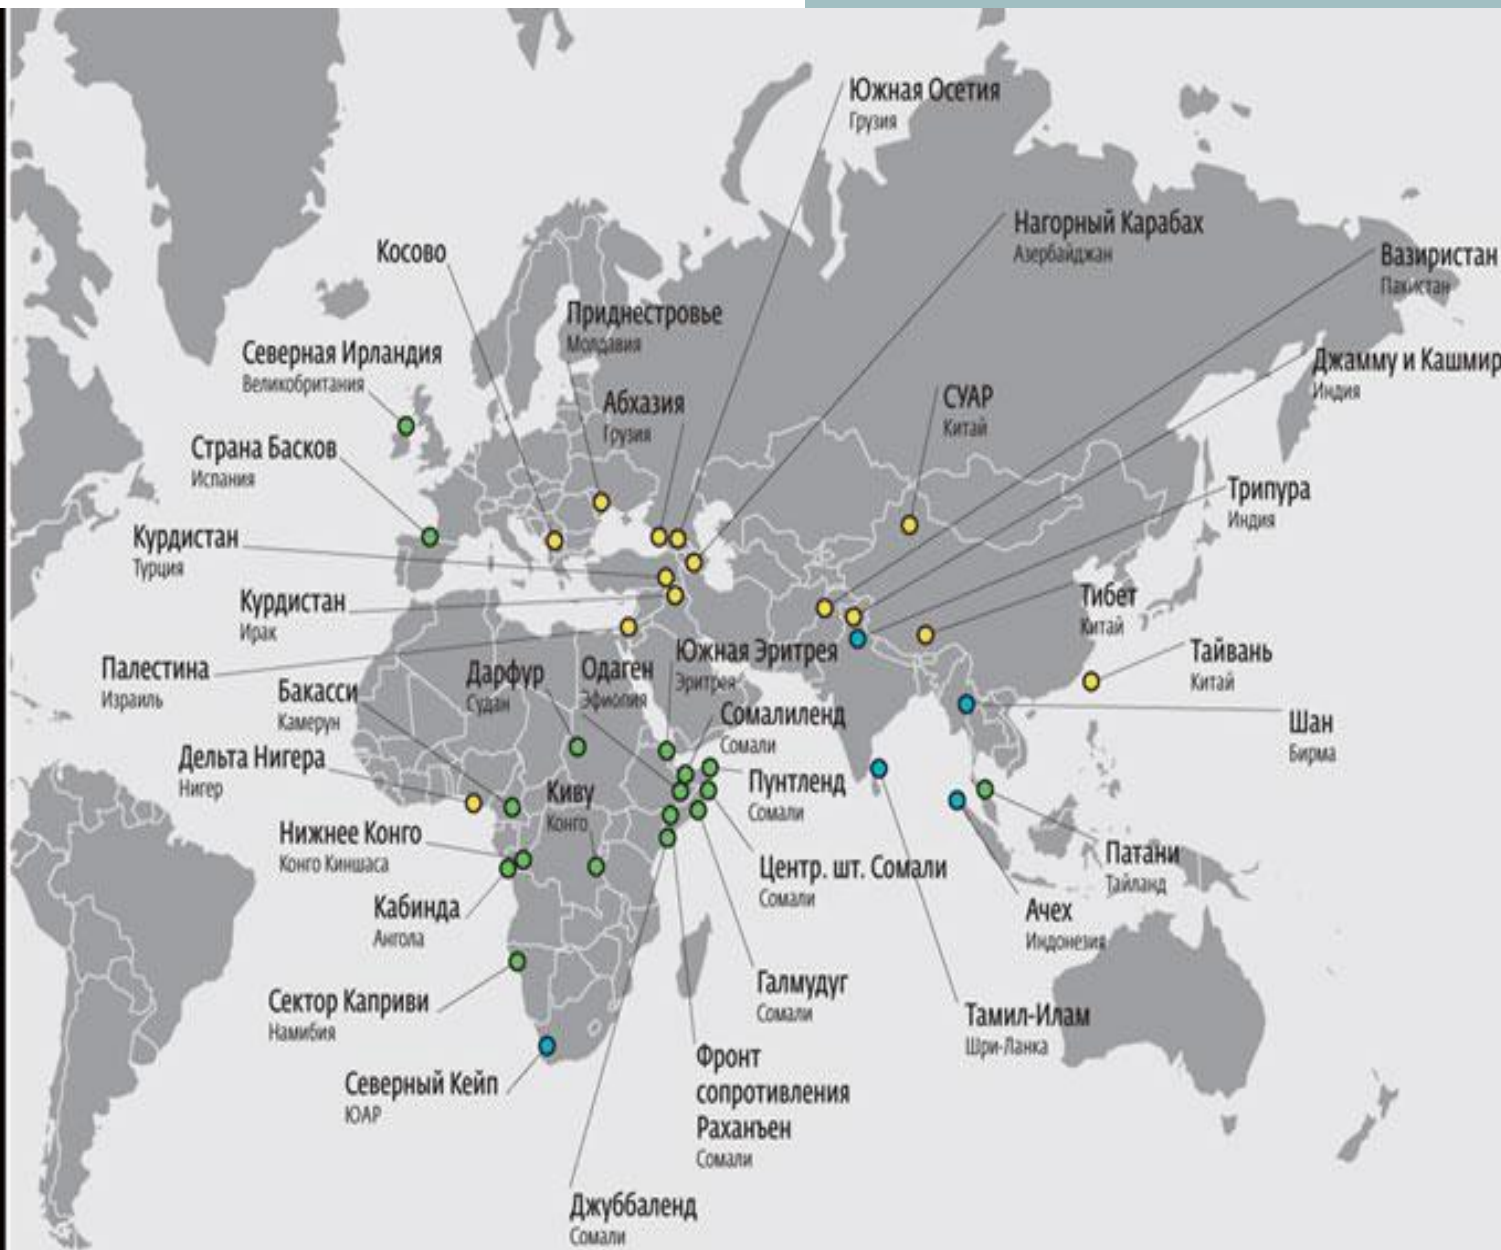 Южная Осетия
Грузия
Нагорный Карабах
Азербайджан
Косово
Вазиристан
Пакистан
Приднестровье
Молдавия
Северная Ирландия
Великобритания
Джамму и Кашмир
Индия
Абхазия
Грузия
СУАР
Китай
Страна Басков
Испания
Трипура
Индия
Курдистан
Турция
Курдистан
Ирак
Тибет
Китай
Палестина
Израиль
Южная Эритрея
Эритрея
Тайвань
Китай
Дарфур
Судан
Одаген
Эфиопия
Бакасси
Камерун
Сомалиленд
Сомали
Шан
Бирма
Дельта Нигера
Нигер
Пунтленд
Сомали
Киву
Конго
Нижнее Конго
Конго Киншаса
Центр. шт. Сомали
Сомали
Патани
Тайланд
Кабинда
Ангола
Ачех
Индонезия
Галмудуг
Сомали
Сектор Каприви
Намибия
Тамил-Илам
Шри-Ланка
Фронт
сопротивления
Раханъен
Сомали
Северный Кейп
ЮАР
Джуббаленд
Сомали